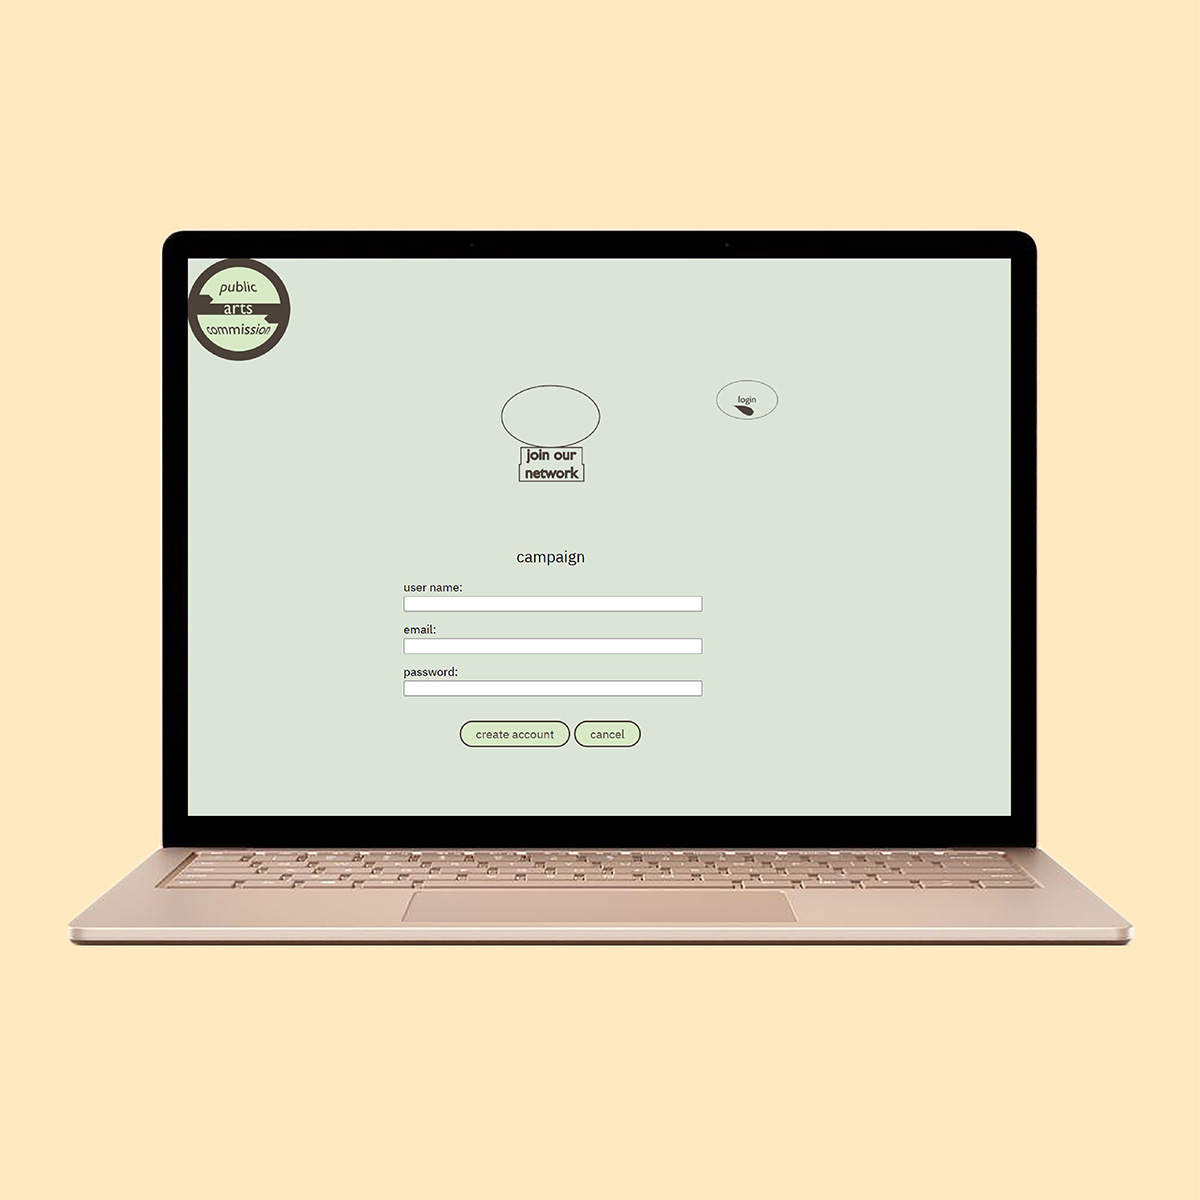 public
arts
commission
login
join our
network
campaign
user name:
email:
password:
create account
cancel